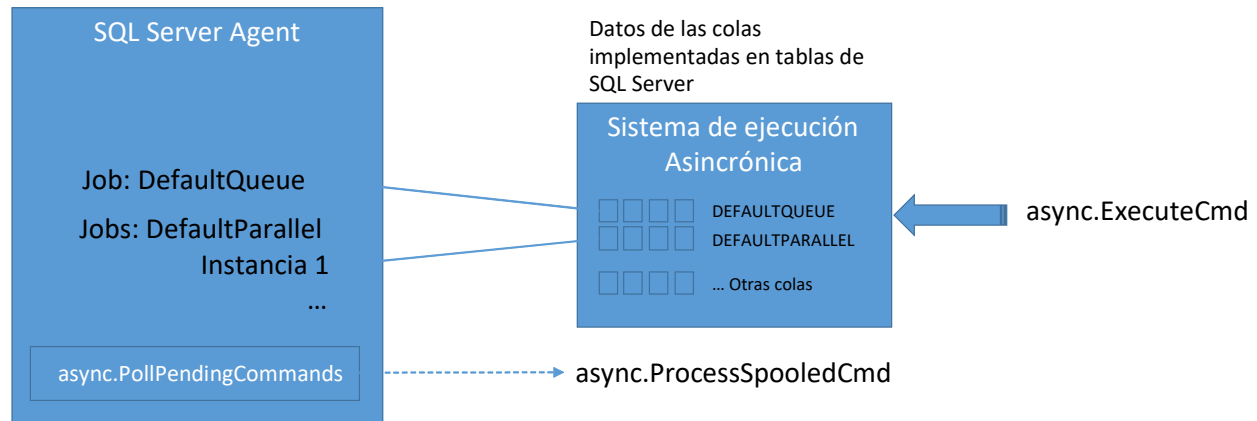 SQL Server Agent
Job: DefaultQueue
Jobs: DefaultParallel
Instancia 1
...
async.PollPendingCommands
Datos de las colas
implementadas en tablas de
SQL Server
Sistema de ejecución
Asincrónica
DEFAULTQUEUE
DEFAULTPARALLEL
... Otras colas
async.ProcessSpooledCmd
async.ExecuteCmd